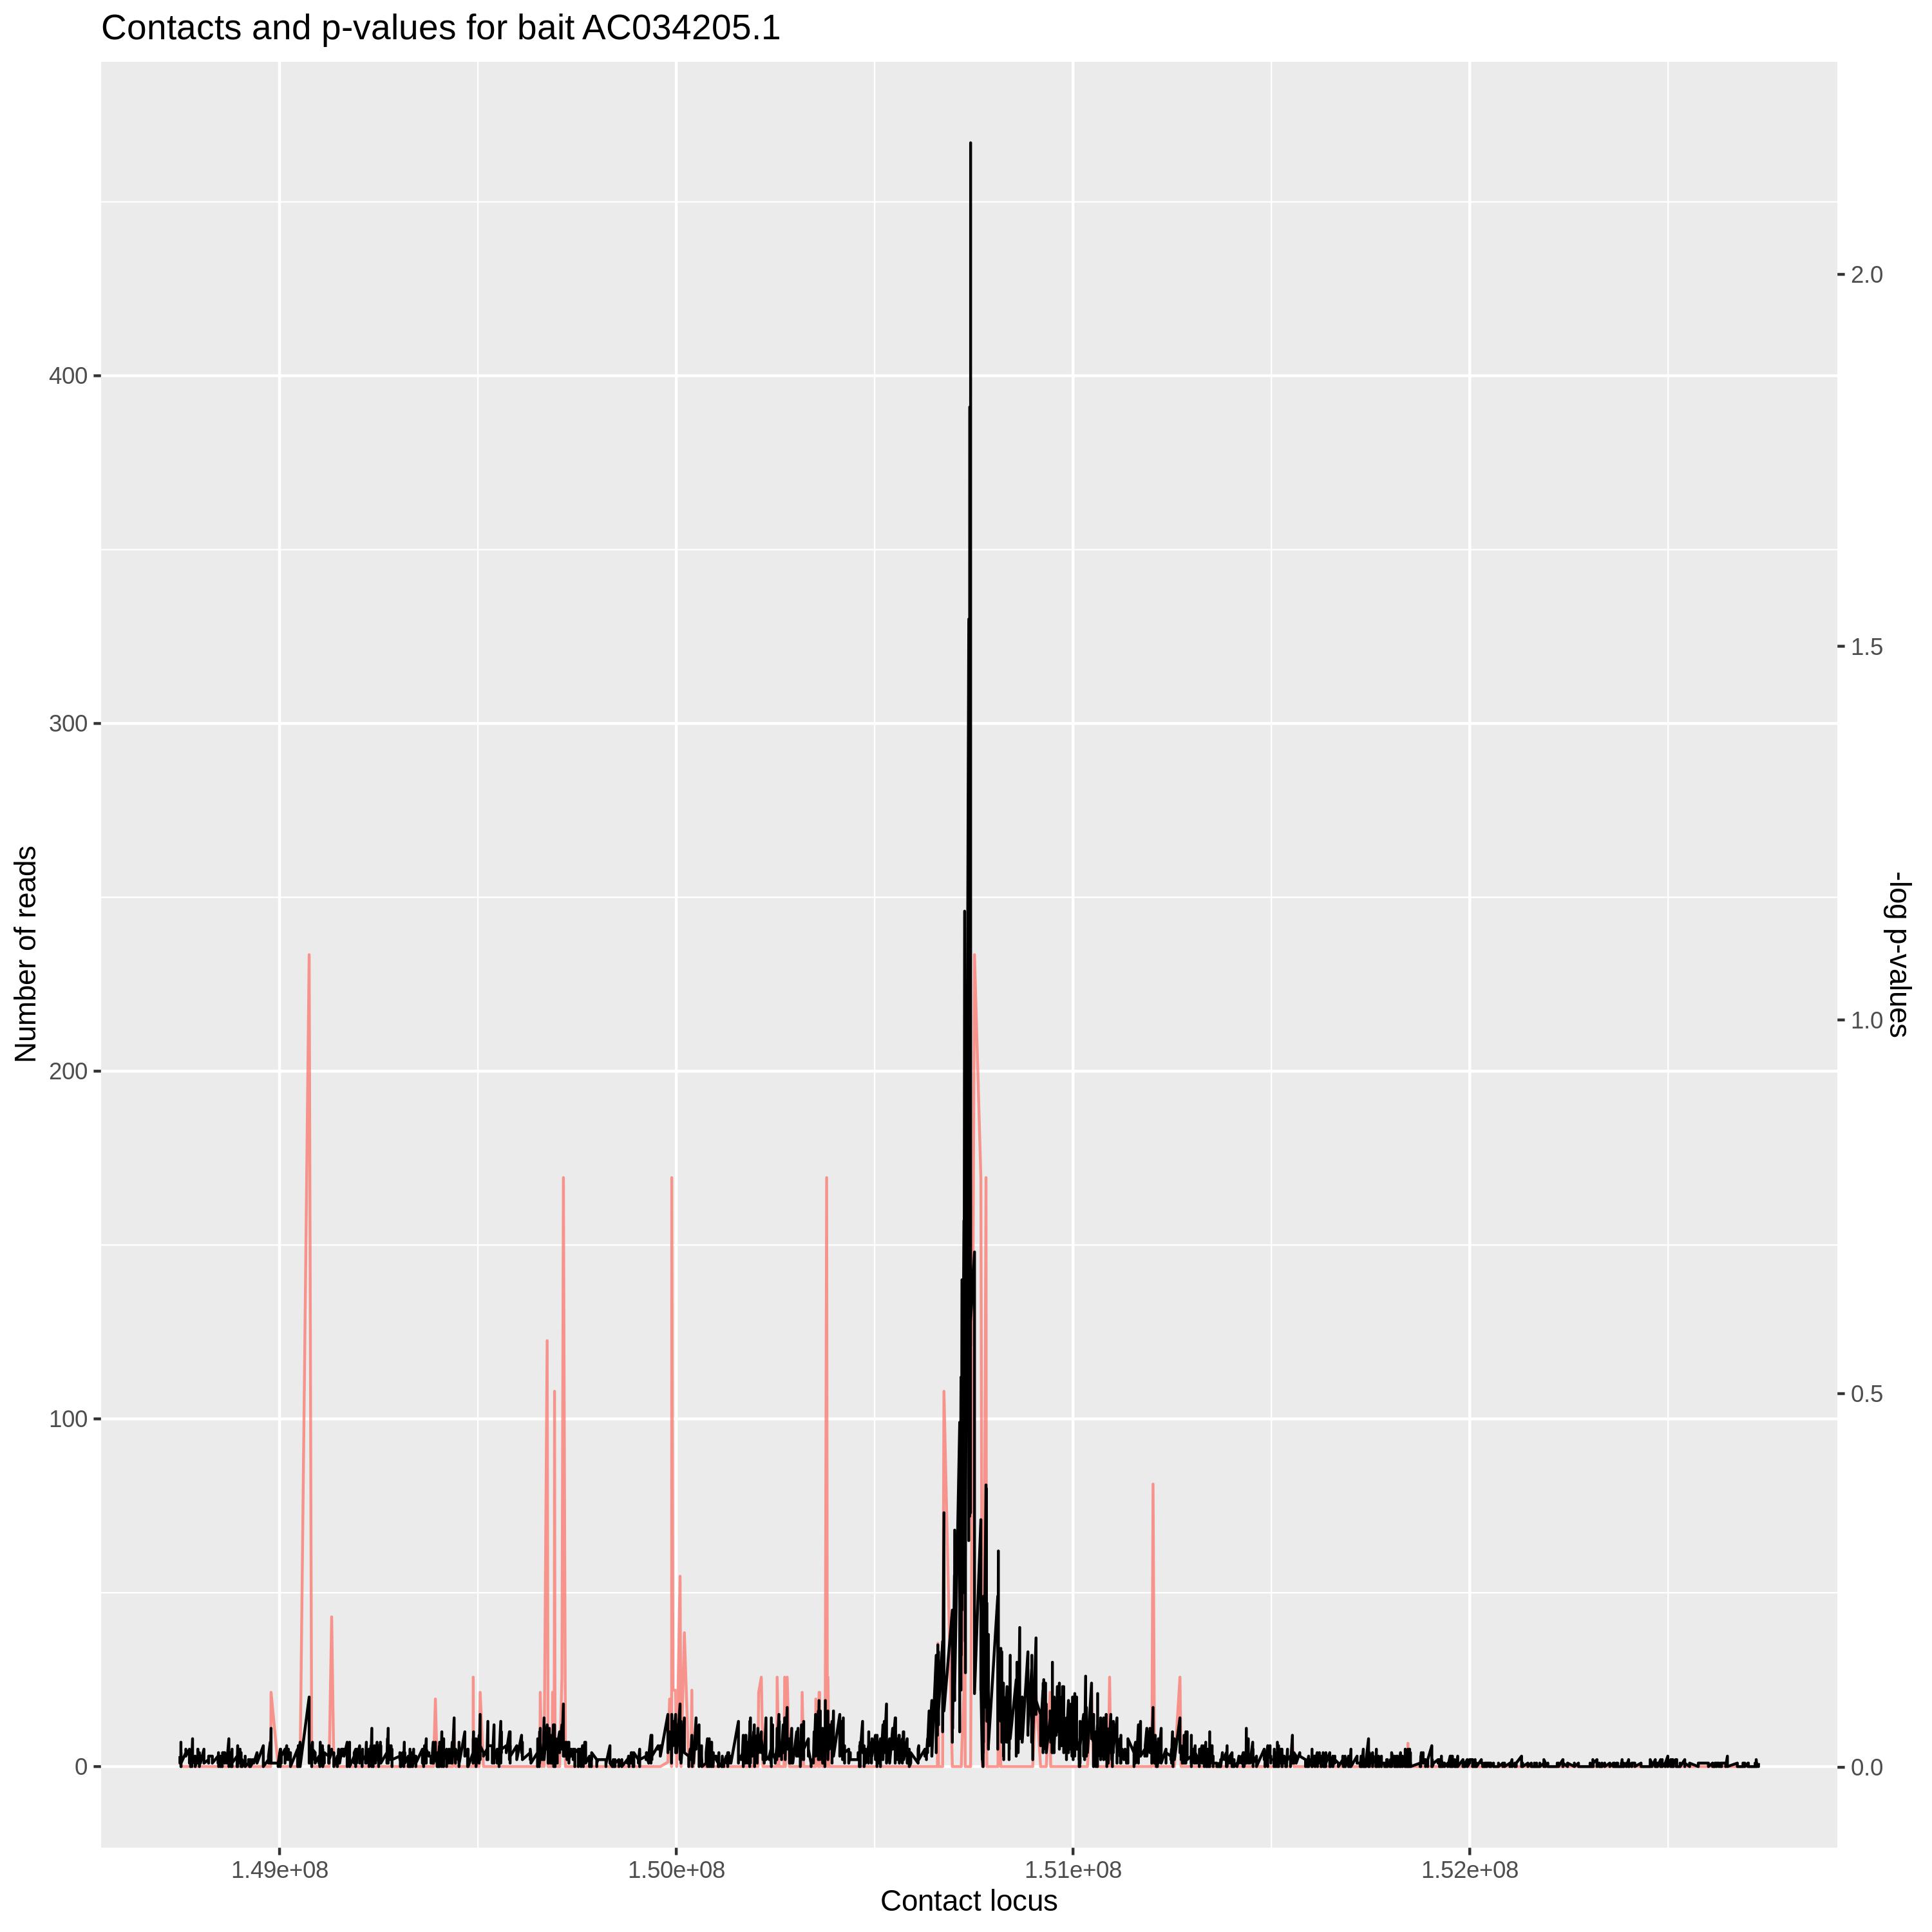 Contacts and p-values for bait AC034205.1
Number of reads
400
300
200
100
0
2.0
1.5
1.0
0.5
0.0
-log p-values
1.49e+08
1.50e+08
1.51e+08
1.52e+08
Contact locus